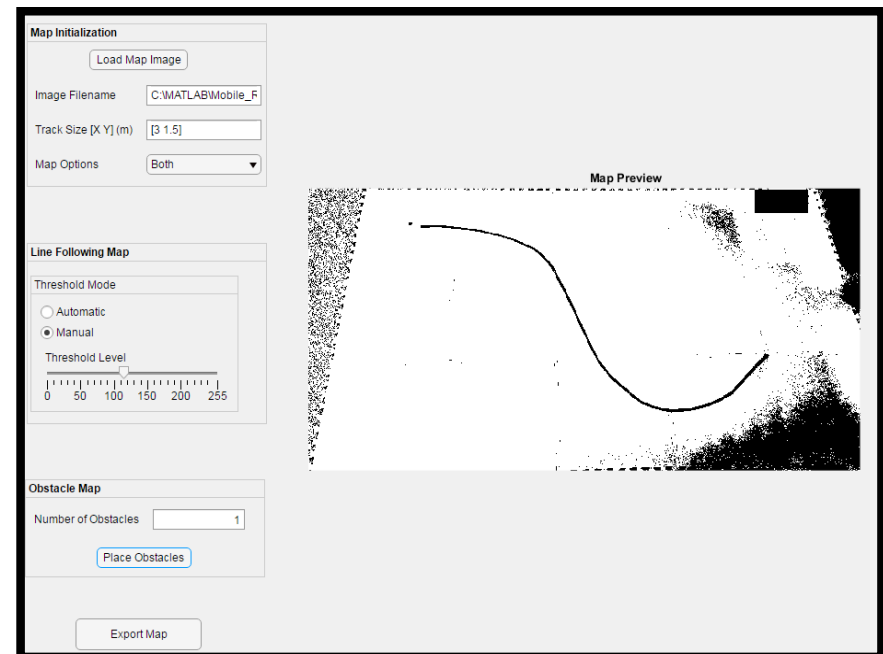 Map Initialization
Load Map Image
Image Filename C:\MATLAB\Mobile_F
Track Size [X Y] (m) [3 1.5]
Map Options Both
Map Preview
Line Following Map
Threshold Mode
Automatic
Manual
Threshold Level
0 50 100 150 200 255
Obstacle Map
Number of Obstacles 1
Place Obstacles
Export Map